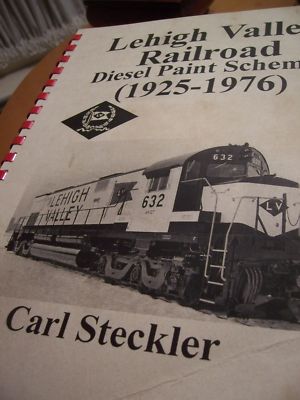 Lehigh Valle
Railroad
Diesel Paint Schem
(1925-1976)
632
LEHIGH
VALLEY
632
LV
Carl Steckler